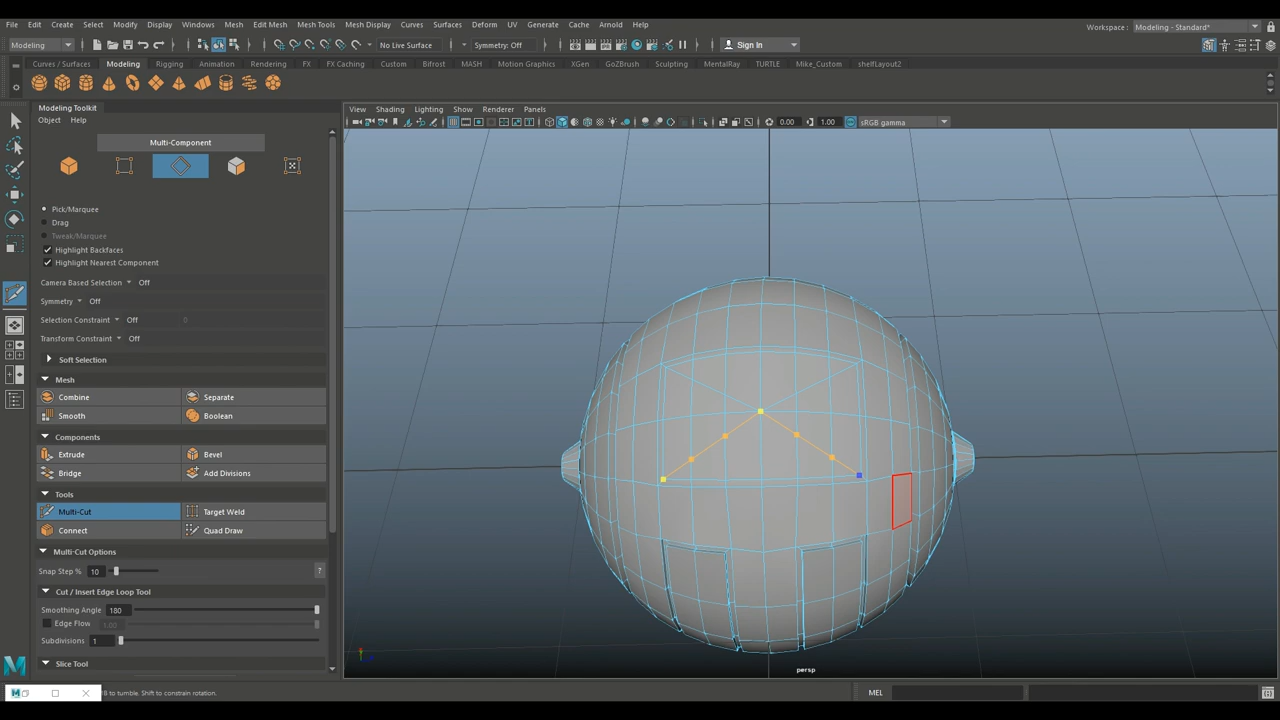 File Edit Create Select Modify Display Windows Mesh Edit Mesh Mesh Tools Mesh Display Curves Surfaces Deform UV Generate Cache Arnold Help
Workspace : Modeling - Standard*
Modeling No Live Surface Symmetry: Off Sign In
Curves / Surfaces Modeling Rigging Animation Rendering FX FX Caching Custom Bifrost MASH Motion Graphics XGen GoZBrush Sculpting MentalRay TURTLE Mike_Custom shelfLayout2
Modeling Toolkit
Object Help
View Shading Lighting Show Renderer Panels
0.00 1.00 sRGB gamma
Multi-Component
Pick/Marquee
Drag
Tweak/Marquee
Highlight Backfaces
Highlight Nearest Component
Camera Based Selection Off
Symmetry Off
Selection Constraint Off 0
Transform Constraint Off
Soft Selection
Mesh
Combine Separate
Smooth Boolean
Components
Extrude Bevel
Bridge Add Divisions
Tools
Multi-Cut Target Weld
Connect Quad Draw
Multi-Cut Options
Snap Step % 10 ?
Cut / Insert Edge Loop Tool
Smoothing Angle 180
Edge Flow 1.00
Subdivisions 1
Slice Tool
persp
B to tumble. Shift to constrain rotation.
MEL